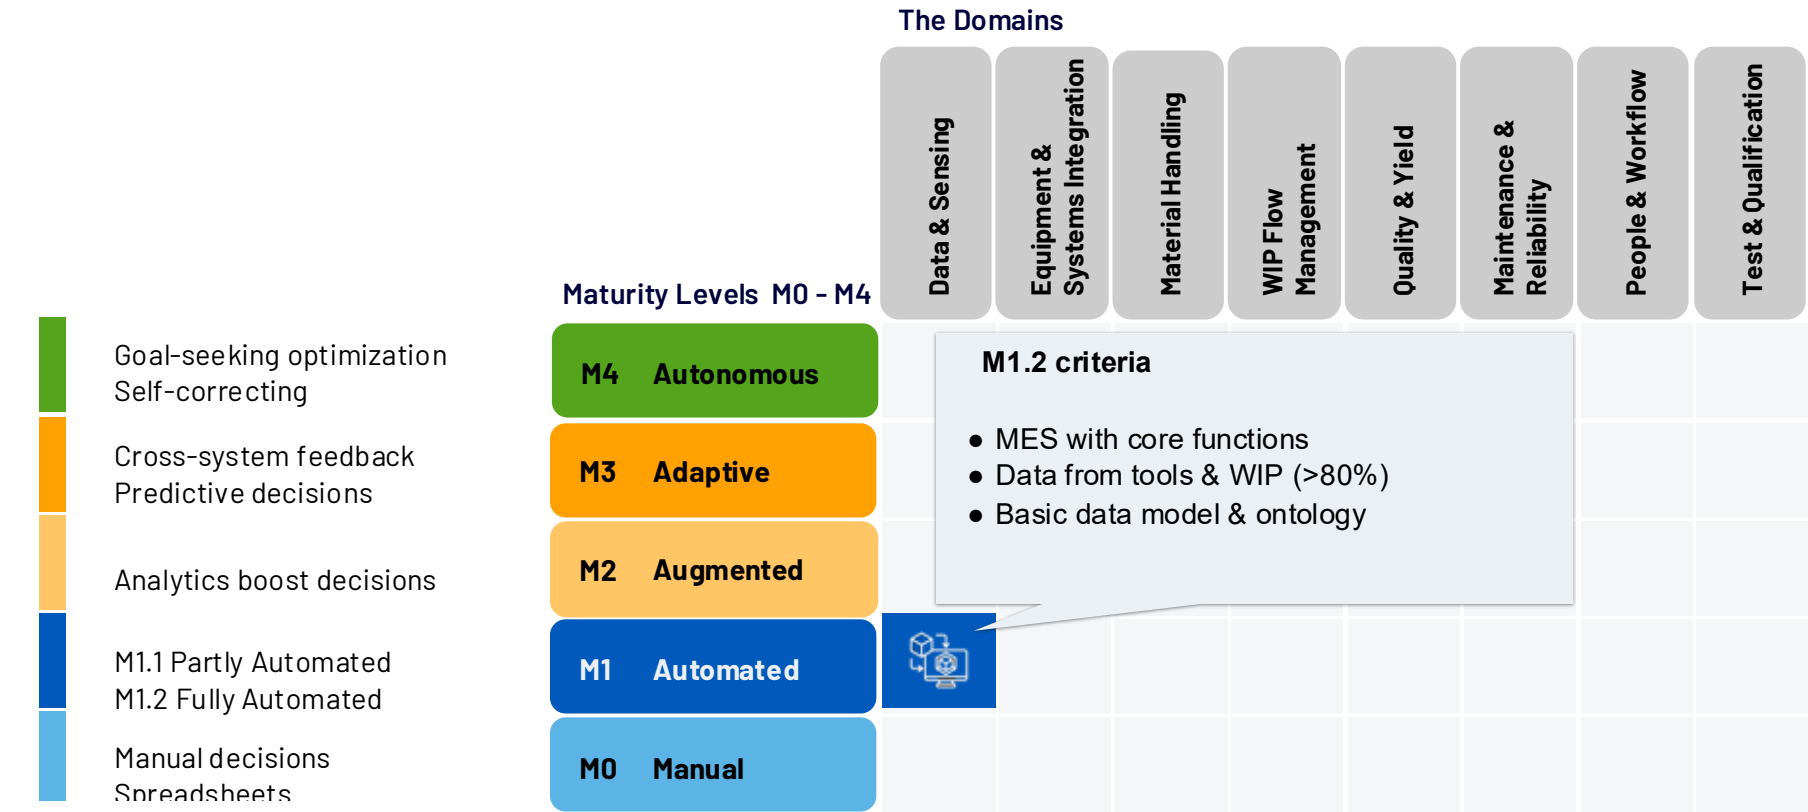 The Domains
Data & Sensing
Equipment &
Systems Integration
Material Handling
WIP Flow
Management
Quality & Yield
Maintenance &
Reliability
People & Workflow
Test & Qualification
Maturity Levels M0 - M4
Goal-seeking optimization
Self-correcting
M4 Autonomous
Cross-system feedback
Predictive decisions
M3 Adaptive
Analytics boost decisions
M2 Augmented
M1.1 Partly Automated
M1.2 Fully Automated
M1 Automated
Manual decisions
Spreadsheets
M0 Manual
M1.2 criteria
● MES with core functions
● Data from tools & WIP (>80%)
● Basic data model & ontology